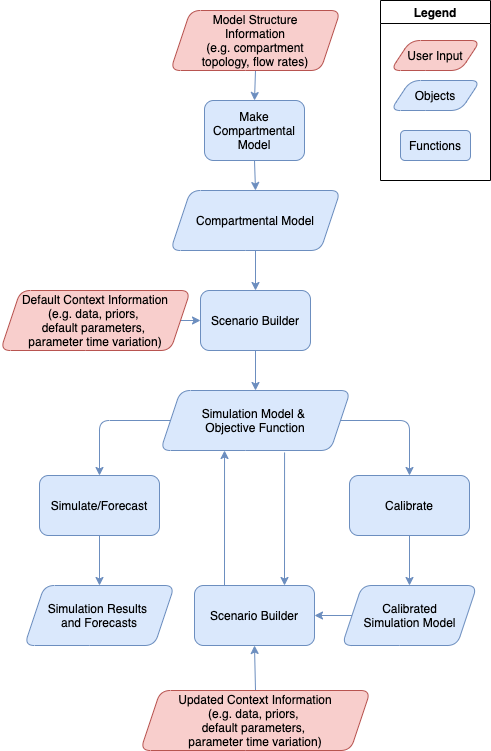 Model Structure
Information
(e.g. compartment
topology, flow rates)
Legend
User Input
Objects
Functions
Make
Compartmental
Model
Compartmental Model
Default Context Information
(e.g. data, priors,
default parameters,
parameter time variation)
Scenario Builder
Simulation Model &
Objective Function
Simulate/Forecast
Calibrate
Simulation Results
and Forecasts
Scenario Builder
Calibrated
Simulation Model
Updated Context Information
(e.g. data, priors,
default parameters,
parameter time variation)